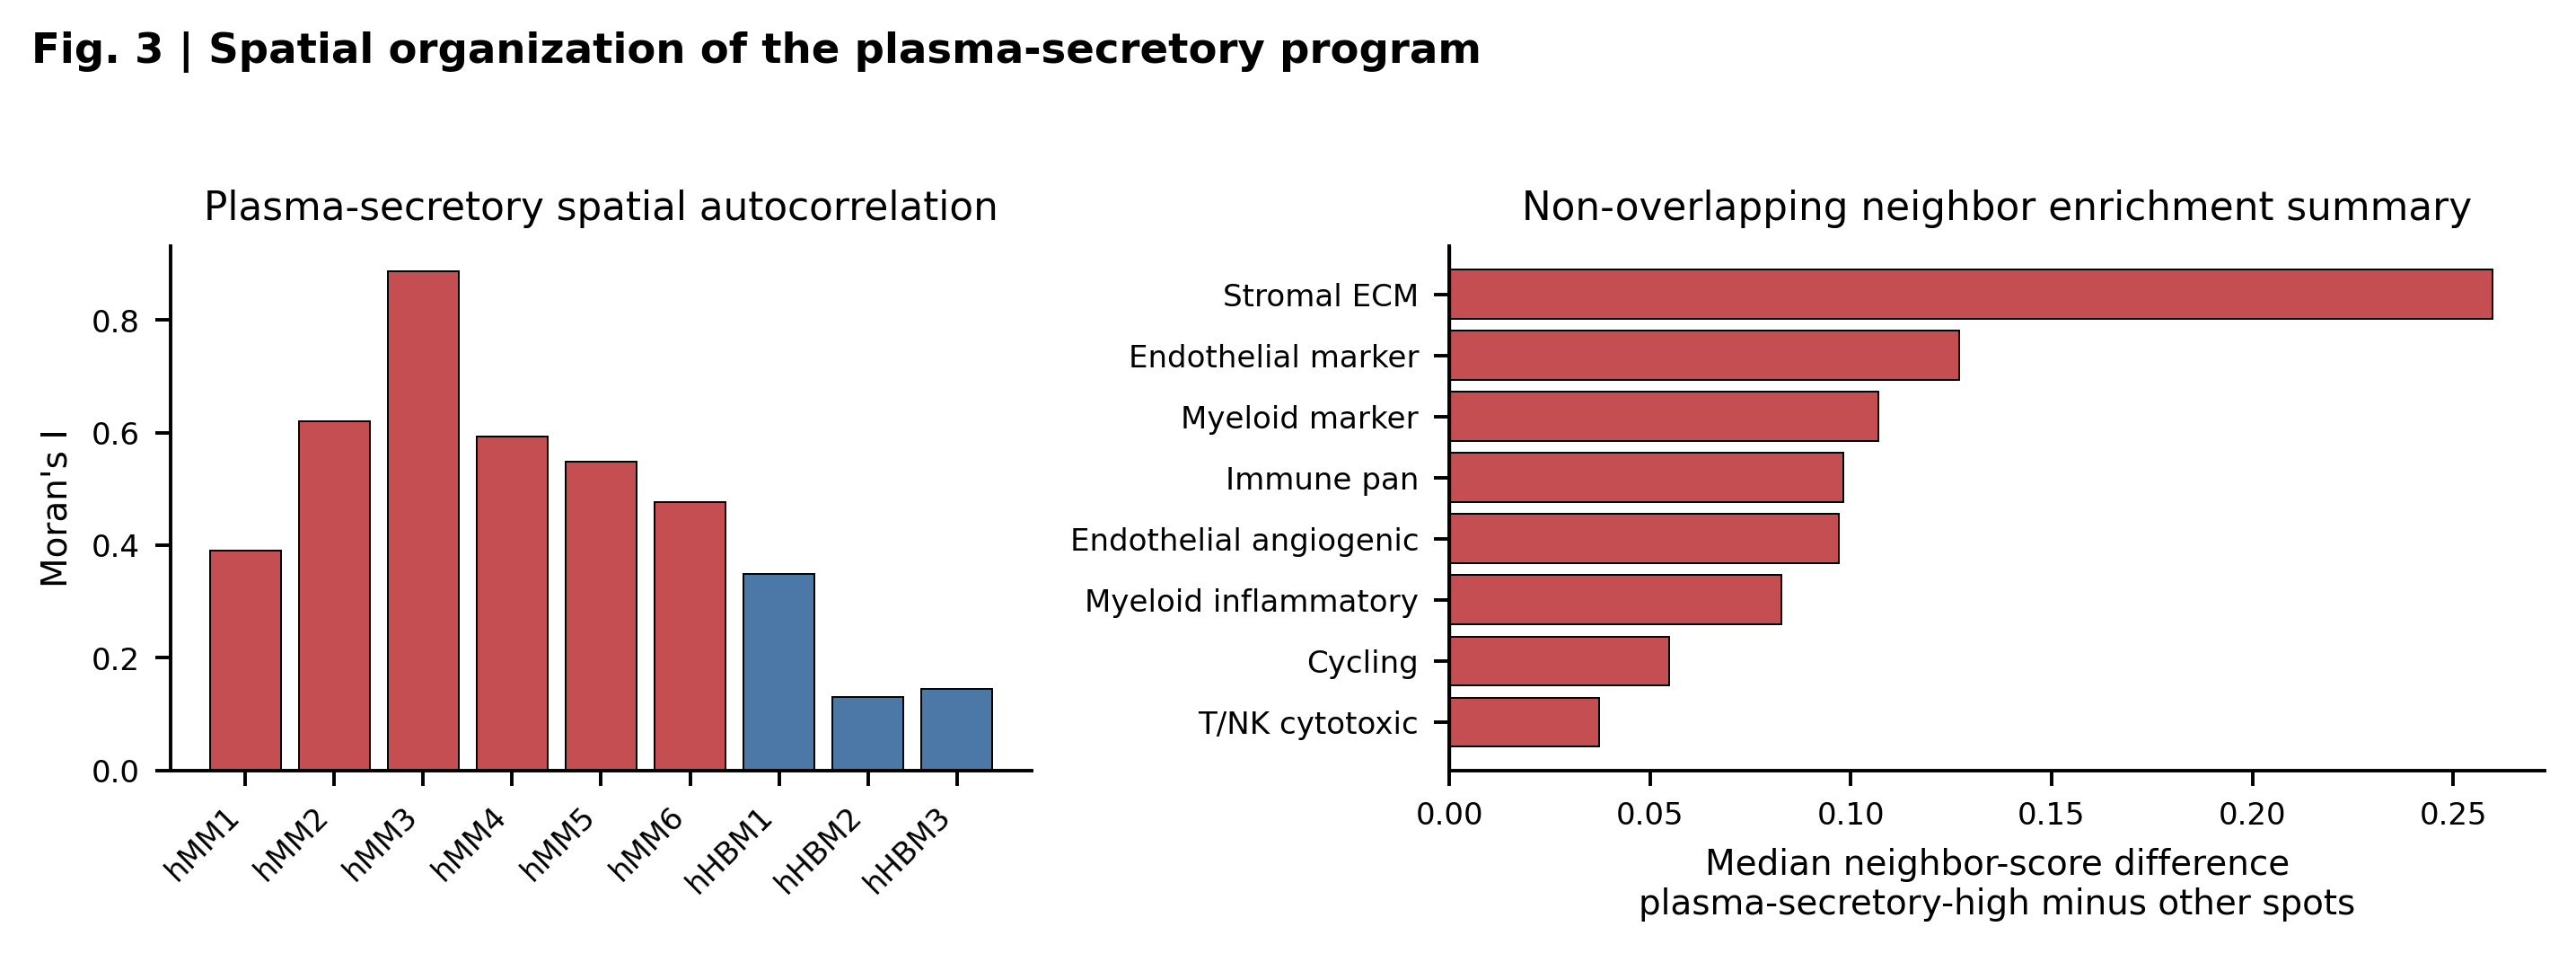 Fig. 3 | Spatial organization of the plasma-secretory program
Plasma-secretory spatial autocorrelation
Moran's I
0.8
0.6
0.4
0.2
0.0
hMM1
hMM2
hMM3
hMM4
hMM5
hMM6
hHBM1
hHBM2
hHBM3
Non-overlapping neighbor enrichment summary
Stromal ECM
Endothelial marker
Myeloid marker
Immune pan
Endothelial angiogenic
Myeloid inflammatory
Cycling
T/NK cytotoxic
0.00
0.05
0.10
0.15
0.20
0.25
Median neighbor-score difference
plasma-secretory-high minus other spots